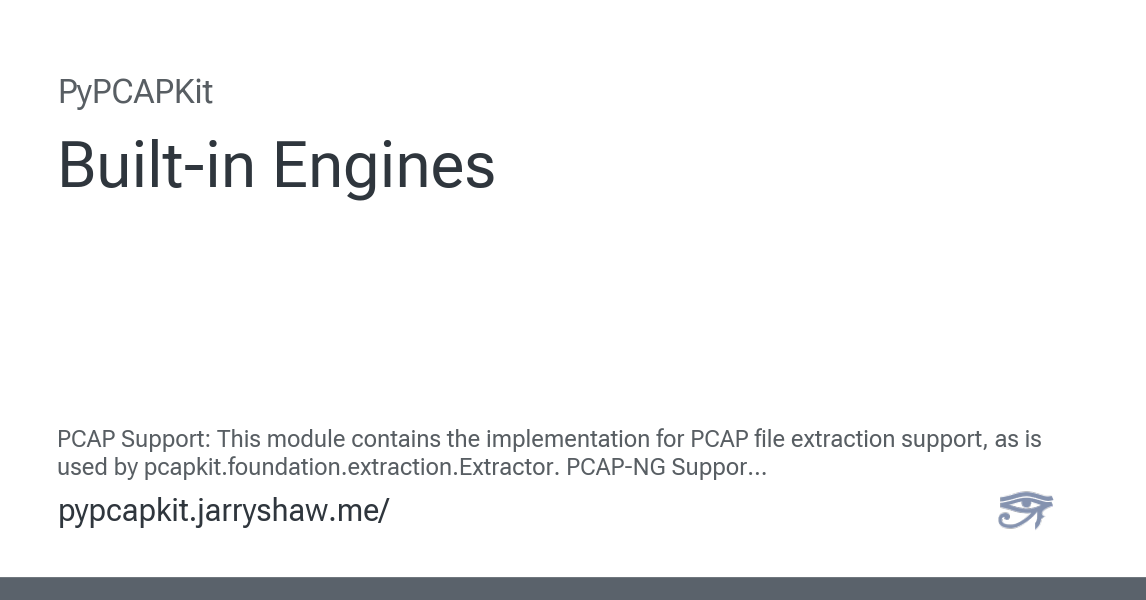 PyPCAPKit
Built-in Engines
PCAP Support: This module contains the implementation for PCAP file extraction support, as is
used by pcapkit.foundation.extraction.Extractor. PCAP-NG Suppor...
pypcapkit.jarryshaw.me/